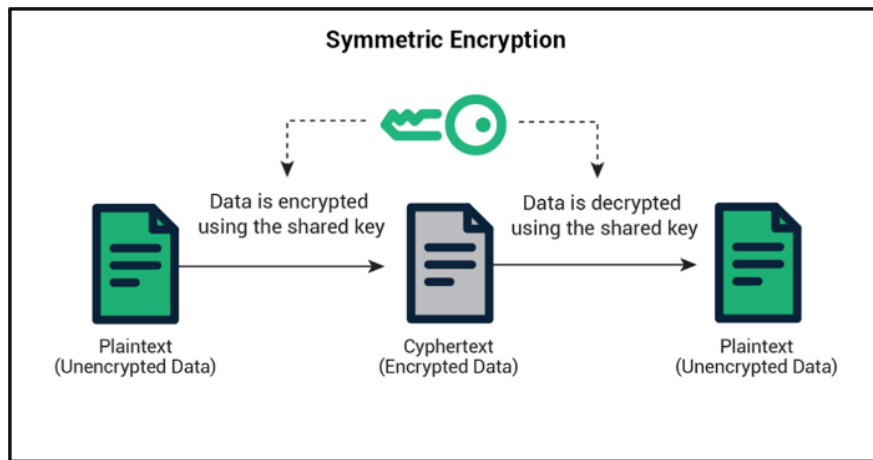 Symmetric Encryption
Data is encrypted
using the shared key
Data is decrypted
using the shared key
Plaintext
(Unencrypted Data)
Cyphertext
(Encrypted Data)
Plaintext
(Unencrypted Data)